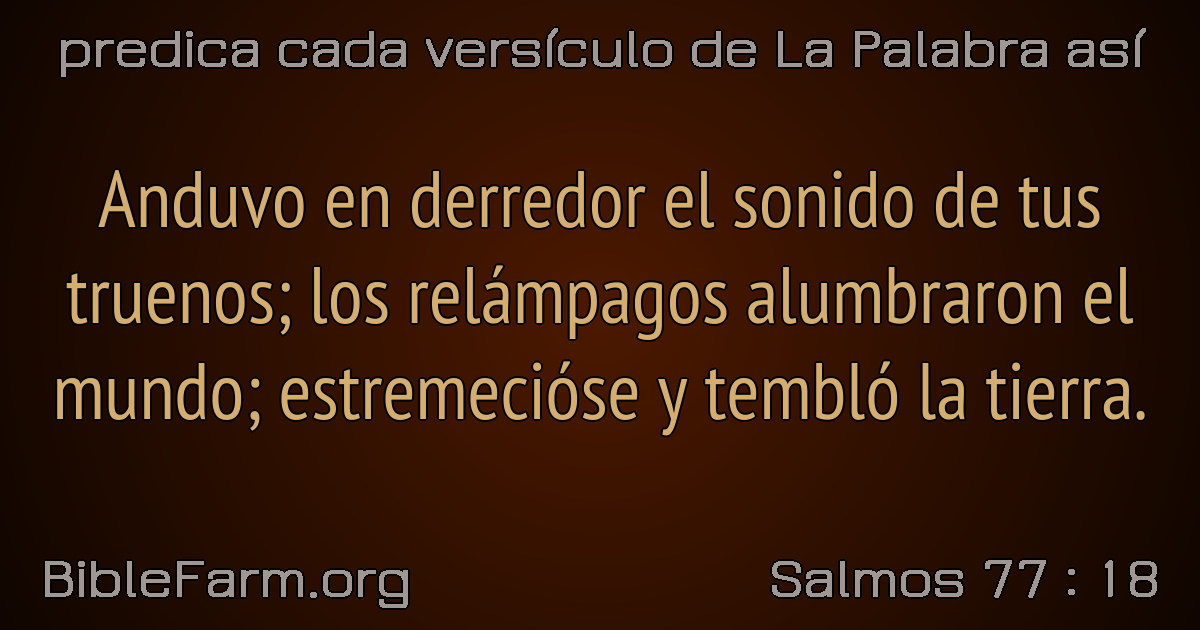 predica cada versículo de La Palabra así
Anduvo en derredor el sonido de tus
truenos; los relámpagos alumbraron el
mundo; estremecióse y tembló la tierra.
BibleFarm.org
Salmos 77 : 18